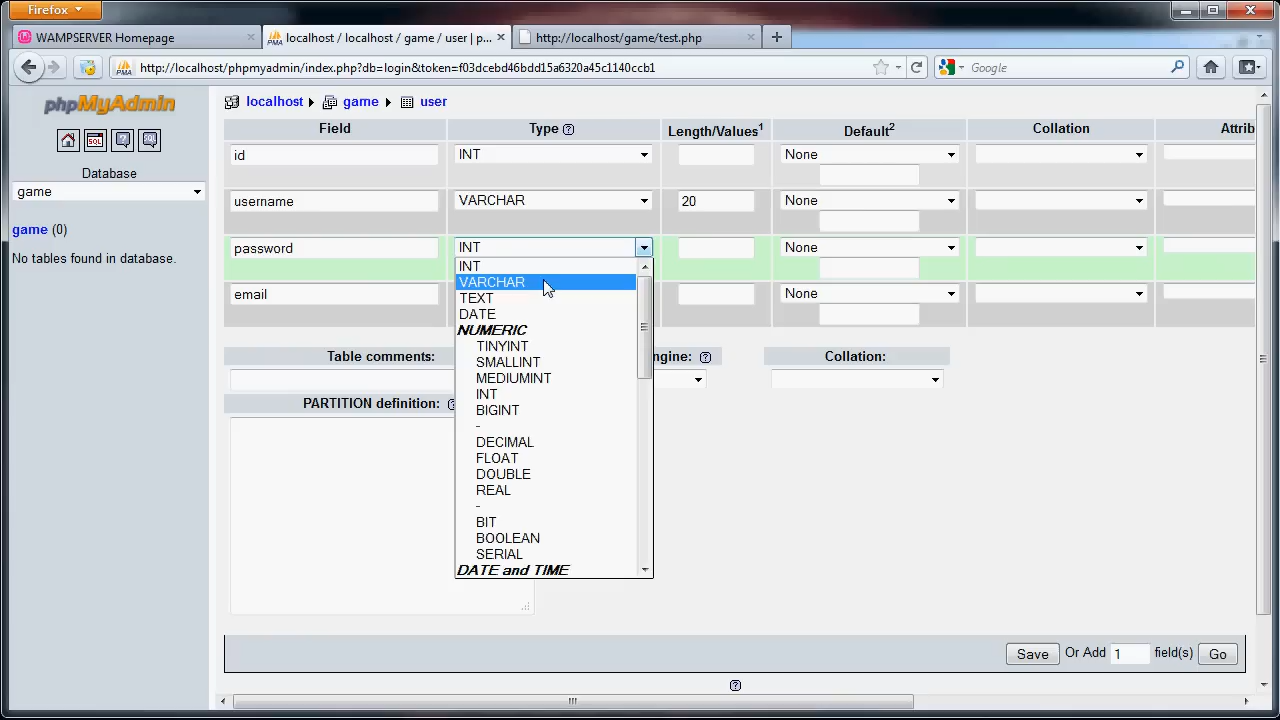 Firefox
WAMPSERVER Homepage
localhost / localhost / game / user | p...
http://localhost/game/test.php
http://localhost/phpmyadmin/index.php?db=login&token=f03dcebd46bdd15a6320a45c1140ccb1
Google
phpMyAdmin
localhost
game
user
SQL
Database
game
game (0)
No tables found in database.
Field
Type
Length/Values1
Default2
Collation
Attrib
id
INT
None
username
VARCHAR
20
None
password
INT
None
email
None
INT
VARCHAR
TEXT
DATE
NUMERIC
TINYINT
SMALLINT
MEDIUMINT
INT
BIGINT
-
DECIMAL
FLOAT
DOUBLE
REAL
-
BIT
BOOLEAN
SERIAL
DATE and TIME
Table comments:
ngine:
Collation:
PARTITION definition:
Save
Or Add
1
field(s)
Go